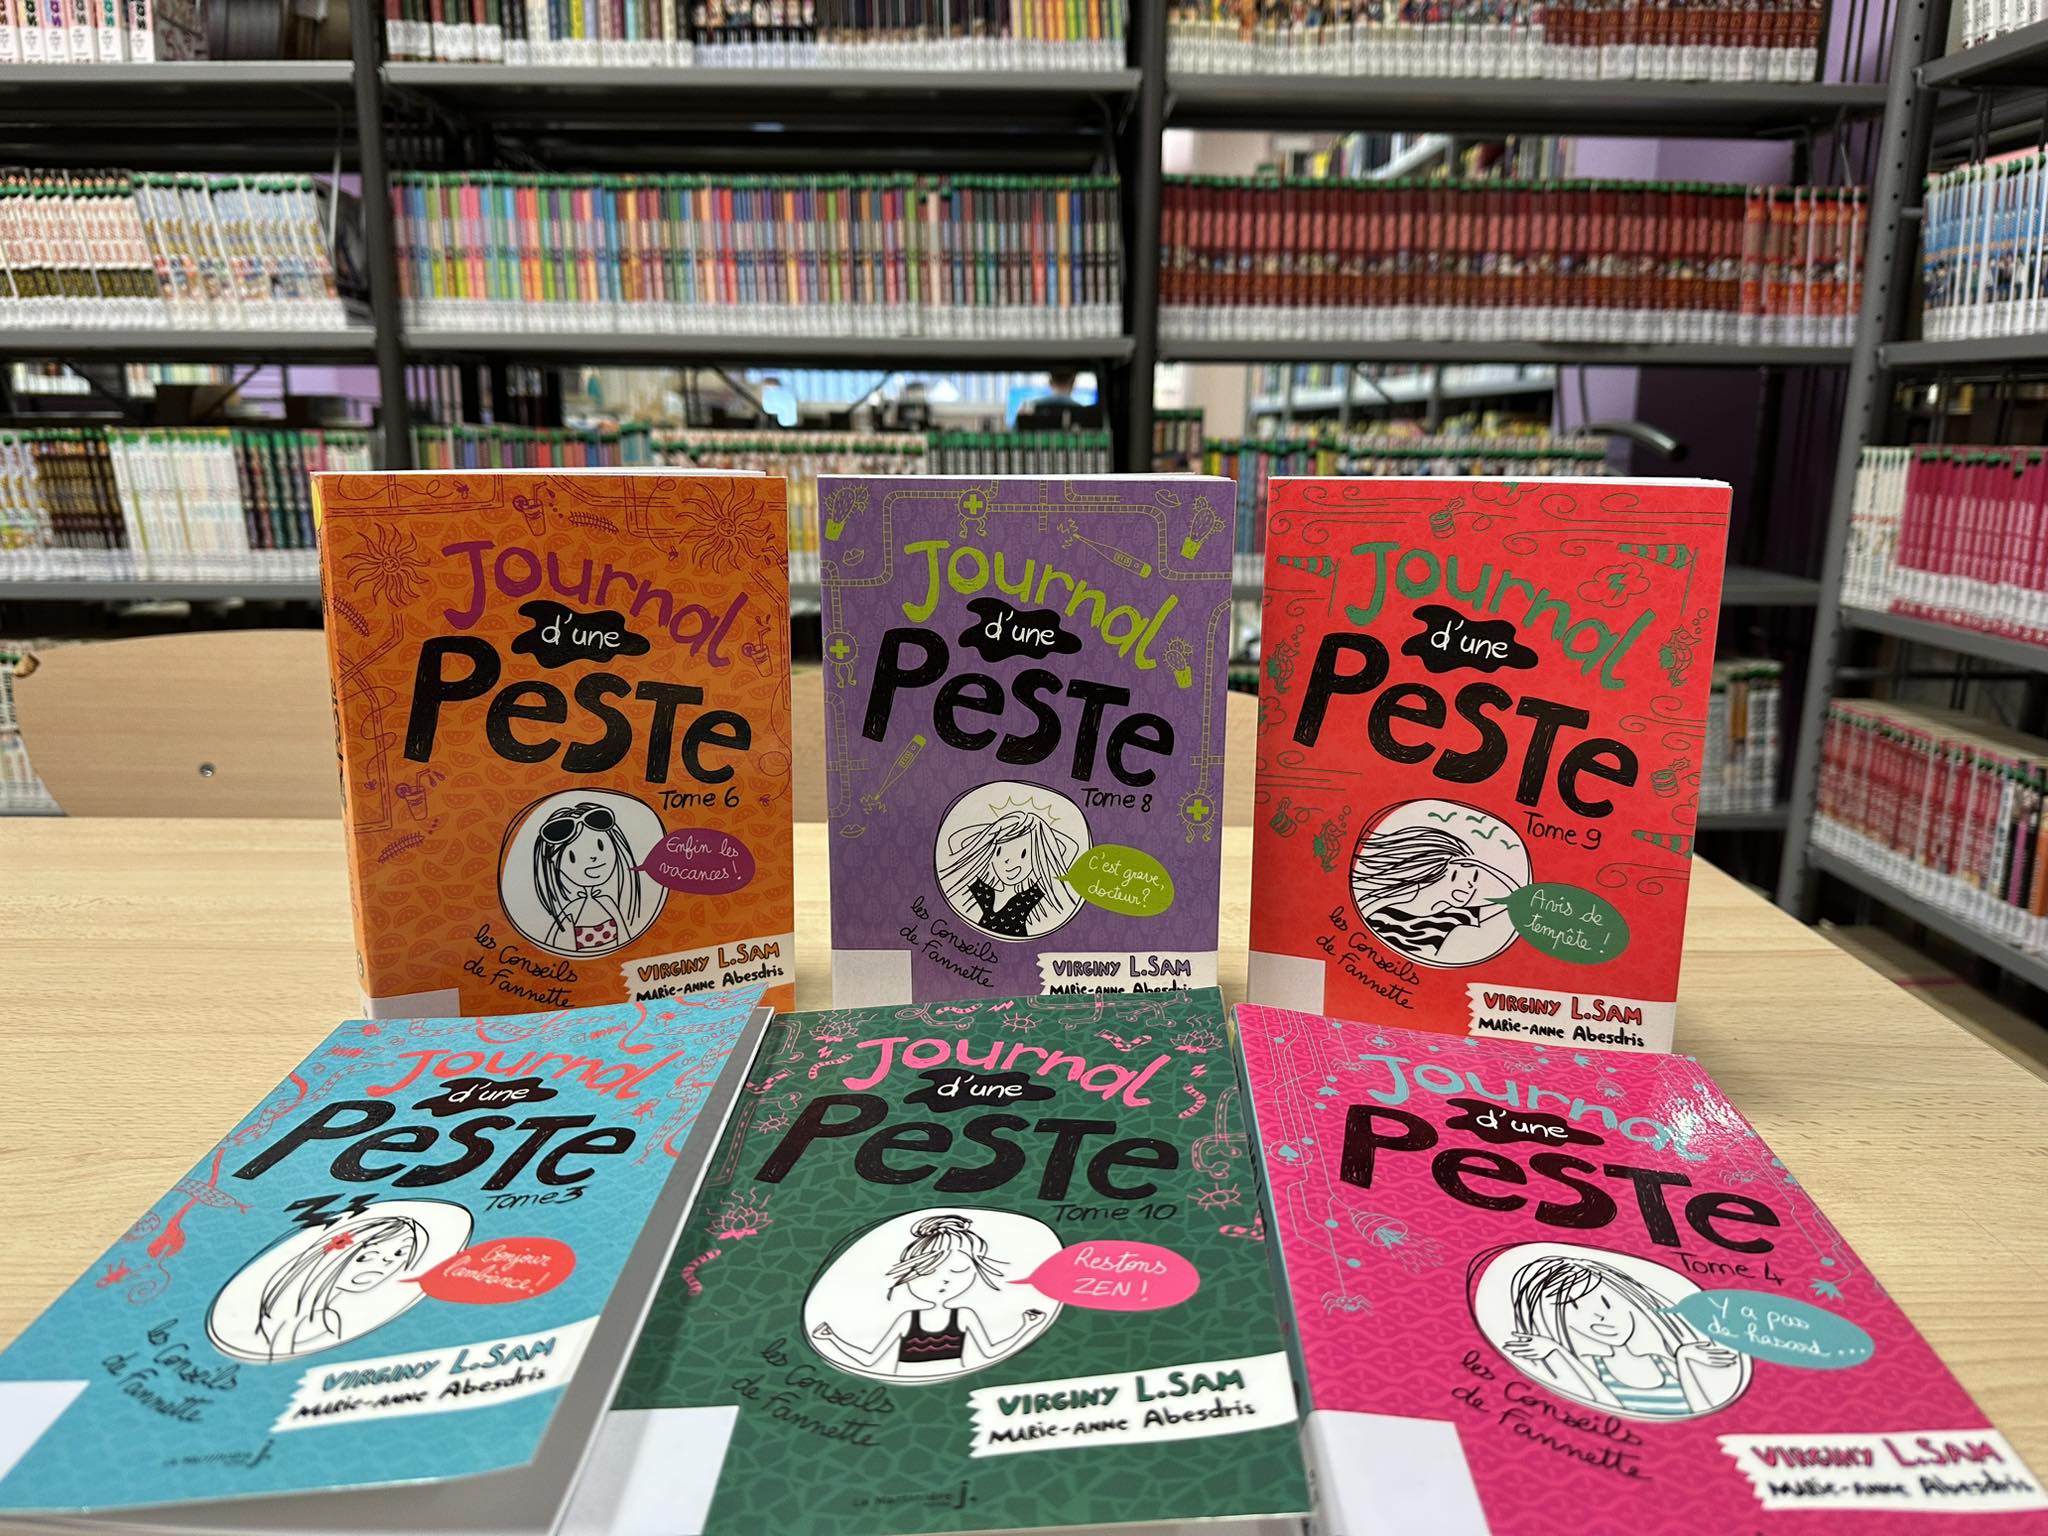 Journal
d'une
Peste
Tome 6
Enfin les
vacances !
les Conseils
de Fannette
VIRGINY L. SAM
MARIE-ANNE Abesdris
Journal
d'une
Peste
Tome 8
C'est grave,
docteur ?
les Conseils
de Fannette
VIRGINY L. SAM
MARIE-ANNE Abesdris
Journal
d'une
Peste
Tome 9
Avis de
tempête !
les Conseils
de Fannette
VIRGINY L. SAM
MARIE-ANNE Abesdris
Journal
d'une
Peste
Tome 3
Bonjour
l'ambiance !
les Conseils
de Fannette
VIRGINY L. SAM
MARIE-ANNE Abesdris
Journal
d'une
Peste
Tome 10
Restons
ZEN !
les Conseils
de Fannette
VIRGINY L. SAM
MARIE-ANNE Abesdris
La Martinière J
Journal
d'une
Peste
Tome 4
Y a pas
de hasard...
les Conseils
de Fannette
VIRGINY L. SAM
MARIE-ANNE Abesdris